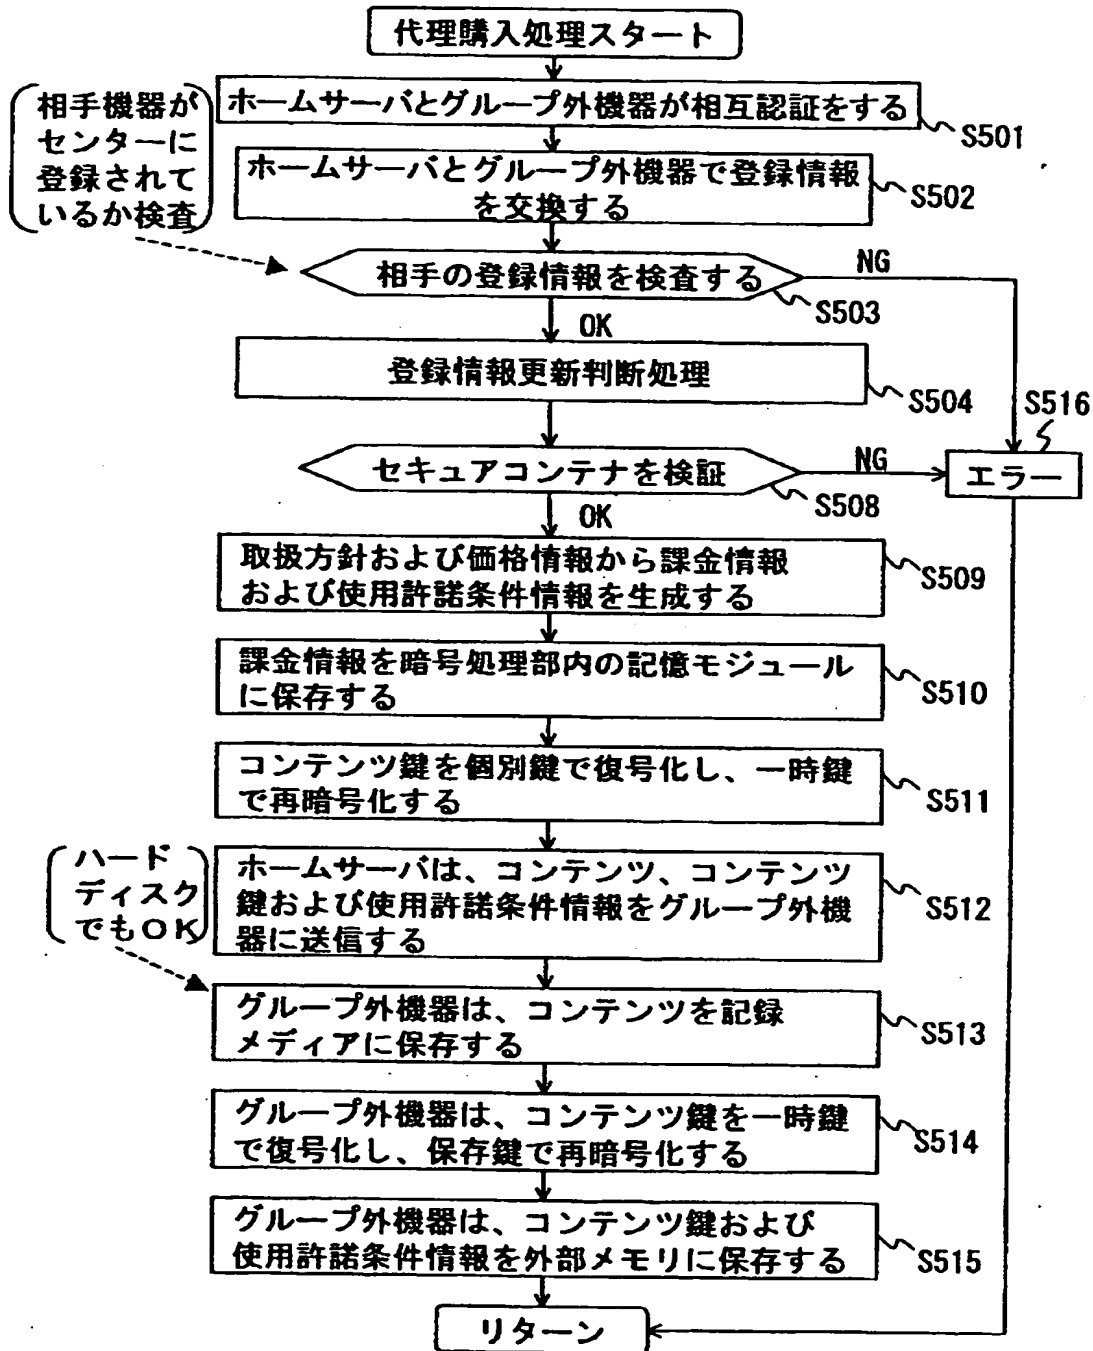 代理購入処理スタート
相手機器が
センターに
登録されて
いるか検査
ホームサーバとグループ外機器が相互認証をする
S501
ホームサーバとグループ外機器で登録情報
を交換する
S502
相手の登録情報を検査する
NG
S503
OK
登録情報更新判断処理
S504
S516
セキュアコンテナを検証
NG
エラー
S508
OK
取扱方針および価格情報から課金情報
および使用許諾条件情報を生成する
S509
課金情報を暗号処理部内の記憶モジュール
に保存する
S510
コンテンツ鍵を個別鍵で復号化し、一時鍵
で再暗号化する
S511
ハード
ディスク
でもOK
ホームサーバは、コンテンツ、コンテンツ
鍵および使用許諾条件情報をグループ外機
器に送信する
S512
グループ外機器は、コンテンツを記録
メディアに保存する
S513
グループ外機器は、コンテンツ鍵を一時鍵
で復号化し、保存鍵で再暗号化する
S514
グループ外機器は、コンテンツ鍵および
使用許諾条件情報を外部メモリに保存する
S515
リターン